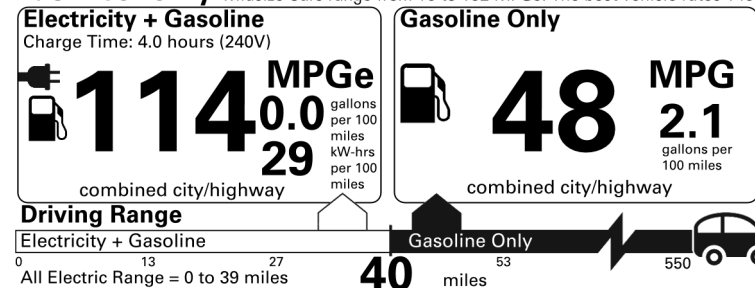 Electricity + Gasoline
Charge Time: 4.0 hours (240V)
114
MPGe
0.0 gallons per 100 miles
29 kW-hrs per 100 miles
combined city/highway
Gasoline Only
48
MPG
2.1
gallons per
100 miles
combined city/highway
Driving Range
Electricity + Gasoline
Gasoline Only
0 13 27 40 53 550
All Electric Range = 0 to 39 miles
miles